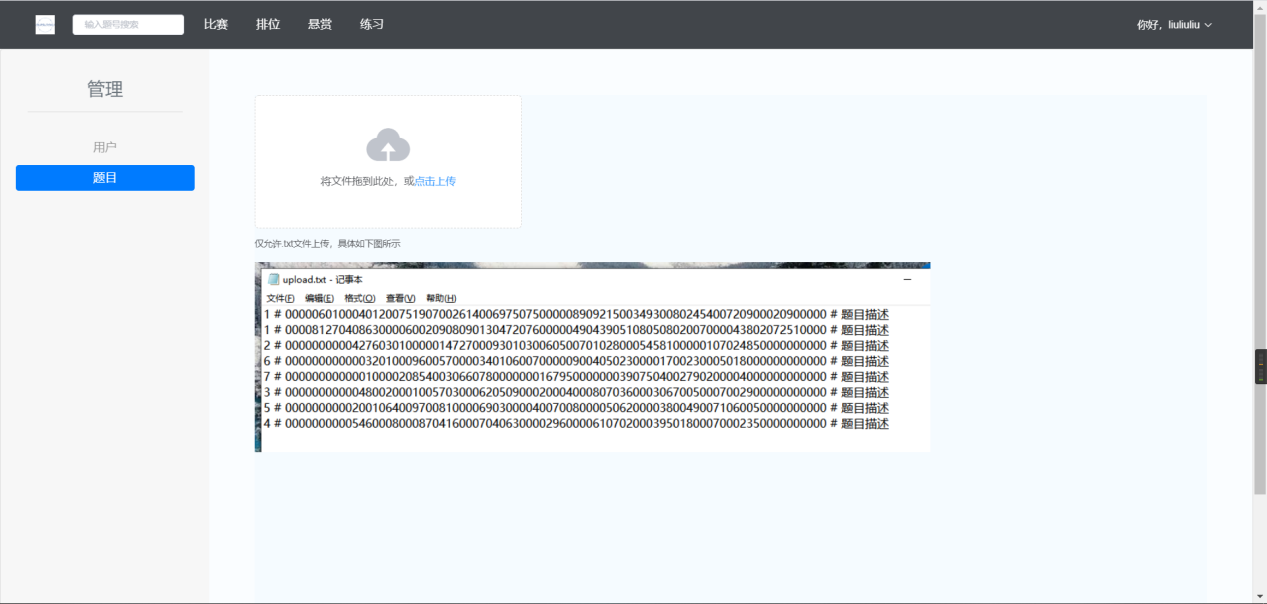 输入题号搜索
比赛 排位 悬赏 练习
你好，liuliuliu
管理
用户
题目
将文件拖到此处，或点击上传
仅允许.txt文件上传，具体如下图所示
upload.txt - 记事本
文件(F) 编辑(E) 格式(O) 查看(V) 帮助(H)
1 # 000006010004012007519070026140069750750000089092150034930080245400720900020900000 # 题目描述
1 # 000081270408630000600209080901304720760000049043905108050802007000043802072510000 # 题目描述
2 # 000000000042760301000001472700093010300605007010280005458100000107024850000000000 # 题目描述
6 # 000000000003201000960057000034010600700000900405023000017002300050180000000000000 # 题目描述
7 # 000000000000100002085400306607800000016795000000039075040027902000040000000000000 # 题目描述
3 # 000000000048002000100570300062050900020004000807036000306700500070029000000000000 # 题目描述
5 # 000000000020010640097008100006903000040070080000506200003800490071060050000000000 # 题目描述
4 # 000000000054600080008704160007040630000296000061070200039501800070002350000000000 # 题目描述